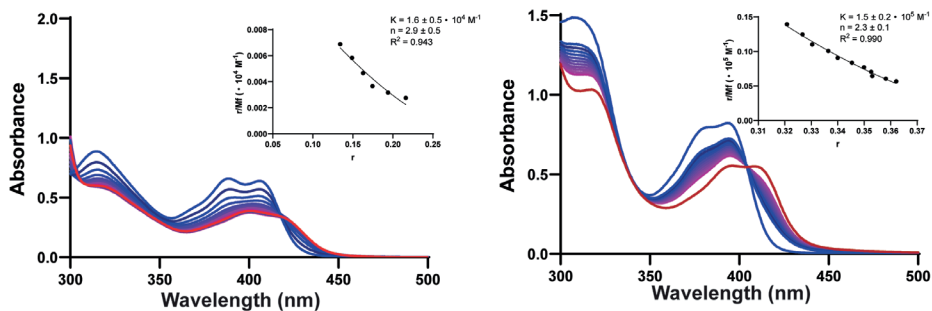 2.0
1.5
1.0
0.5
0.0
300
350
400
450
500
Absorbance
Wavelength (nm)
K = 1.6 ± 0.5 · 10⁴ M⁻¹
n = 2.9 ± 0.5
R² = 0.943
0.008
0.006
0.004
0.002
0.000
0.05
0.15
0.25
r/Mf ( · 10⁴ M⁻¹)
r
1.5
1.0
0.5
0.0
300
350
400
450
500
Absorbance
Wavelength (nm)
K = 1.5 ± 0.2 · 10⁵ M⁻¹
n = 2.3 ± 0.1
R² = 0.990
0.15
0.10
0.05
0.00
0.31
0.32
0.33
0.34
0.35
0.36
0.37
r/Mf ( · 10⁵ M⁻¹)
r